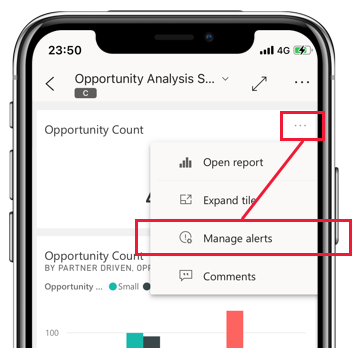 23:50
4G
Opportunity Analysis S...
C
Opportunity Count
...
Open report
Expand tile
Manage alerts
Comments
Opportunity Count
BY PARTNER DRIVEN, OPP
Opportunity ... Small
100